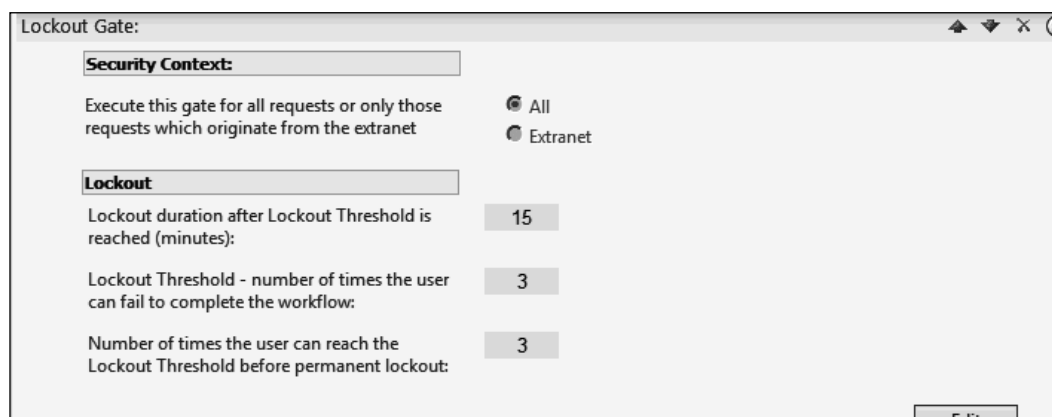 Lockout Gate:
Security Context:
Execute this gate for all requests or only those
requests which originate from the extranet
All
Extranet
Lockout
Lockout duration after Lockout Threshold is
reached (minutes):
15
Lockout Threshold - number of times the user
can fail to complete the workflow:
3
Number of times the user can reach the
Lockout Threshold before permanent lockout:
3